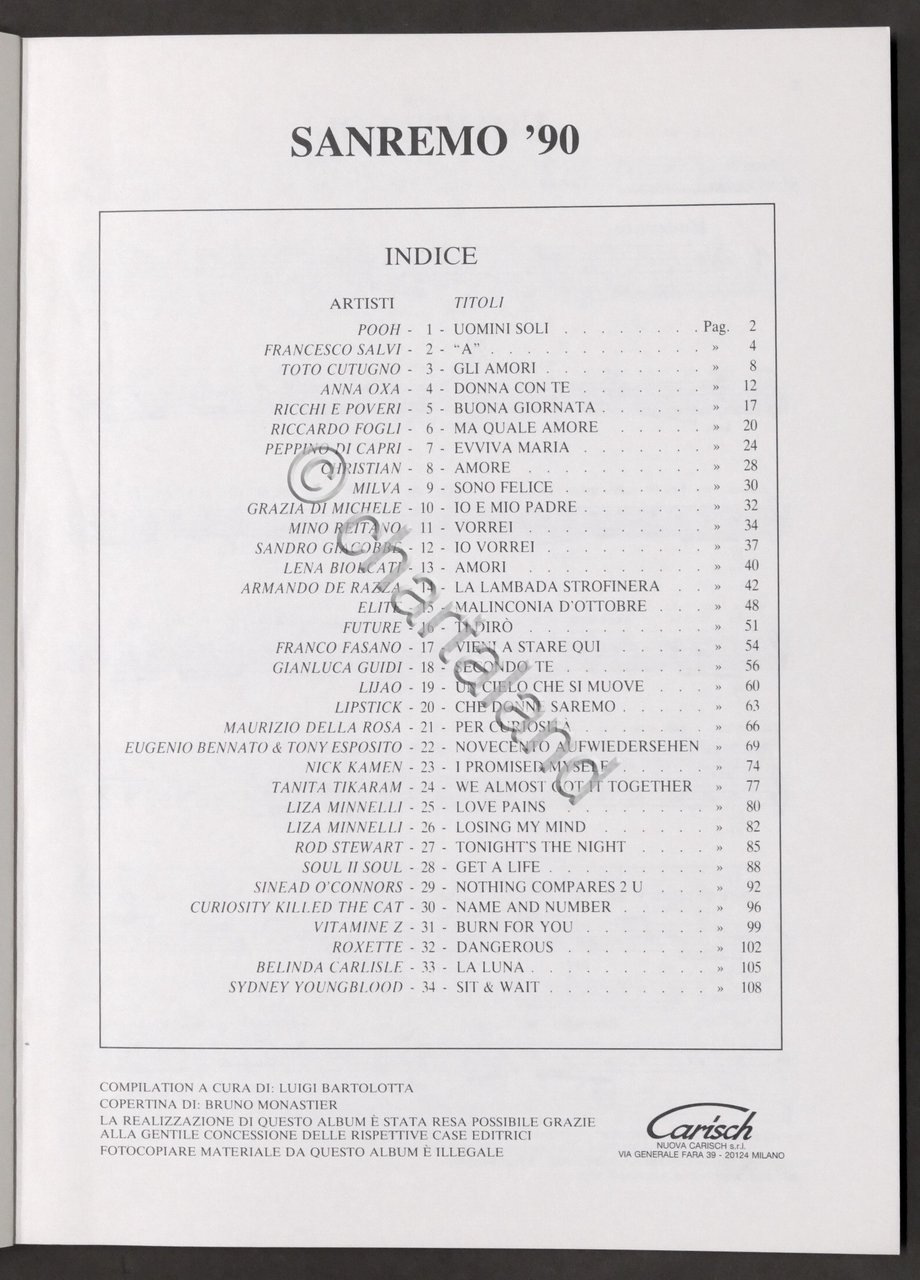 SANREMO ’90
INDICE
ARTISTI TITOLI
POOH - 1 - UOMINI SOLI . . . . . . . . Pag. 2
FRANCESCO SALVI - 2 - “A” . . . . . . . . . . . . » 4
TOTO CUTUGNO - 3 - GLI AMORI . . . . . . . . . » 8
ANNA OXA - 4 - DONNA CON TE . . . . . . . » 12
RICCHI E POVERI - 5 - BUONA GIORNATA . . . . . . » 17
RICCARDO FOGLI - 6 - MA QUALE AMORE . . . . . » 20
PEPPINO DI CAPRI - 7 - EVVIVA MARIA . . . . . . . » 24
CHRISTIAN - 8 - AMORE . . . . . . . . . . » 28
MILVA - 9 - SONO FELICE . . . . . . . . » 30
GRAZIA DI MICHELE - 10 - IO E MIO PADRE . . . . . . . » 32
MINO REITANO - 11 - VORREI . . . . . . . . . . » 34
SANDRO GIACOBBE - 12 - IO VORREI . . . . . . . . . » 37
LENA BIOLCATI - 13 - AMORI . . . . . . . . . . » 40
ARMANDO DE RAZZA - 14 - LA LAMBADA STROFINERA . . » 42
ELITE - 15 - MALINCONIA D'OTTOBRE . . . » 48
FUTURE - 16 - TI DIRÒ . . . . . . . . . . » 51
FRANCO FASANO - 17 - VIENI A STARE QUI . . . . . » 54
GIANLUCA GUIDI - 18 - SECONDO TE . . . . . . . . » 56
LIJAO - 19 - UN CIELO CHE SI MUOVE . . . » 60
LIPSTICK - 20 - CHE DONNE SAREMO . . . . . » 63
MAURIZIO DELLA ROSA - 21 - PER CURIOSITÀ . . . . . . . » 66
EUGENIO BENNATO & TONY ESPOSITO - 22 - NOVECENTO AUFWIEDERSEHEN » 69
NICK KAMEN - 23 - I PROMISED MYSELF . . . . . » 74
TANITA TIKARAM - 24 - WE ALMOST GOT IT TOGETHER » 77
LIZA MINNELLI - 25 - LOVE PAINS . . . . . . . . » 80
LIZA MINNELLI - 26 - LOSING MY MIND . . . . . . » 82
ROD STEWART - 27 - TONIGHT'S THE NIGHT . . . . » 85
SOUL II SOUL - 28 - GET A LIFE . . . . . . . . . » 88
SINEAD O'CONNORS - 29 - NOTHING COMPARES 2 U . . . » 92
CURIOSITY KILLED THE CAT - 30 - NAME AND NUMBER . . . . . » 96
VITAMINE Z - 31 - BURN FOR YOU . . . . . . . » 99
ROXETTE - 32 - DANGEROUS . . . . . . . . » 102
BELINDA CARLISLE - 33 - LA LUNA . . . . . . . . . . » 105
SYDNEY YOUNGBLOOD - 34 - SIT & WAIT . . . . . . . . . » 108
© chartaland
COMPILATION A CURA DI: LUIGI BARTOLOTTA
COPERTINA DI: BRUNO MONASTIER
LA REALIZZAZIONE DI QUESTO ALBUM È STATA RESA POSSIBILE GRAZIE
ALLA GENTILE CONCESSIONE DELLE RISPETTIVE CASE EDITRICI
FOTOCOPIARE MATERIALE DA QUESTO ALBUM È ILLEGALE
Carisch
NUOVA CARISCH s.r.l.
VIA GENERALE FARA 39 - 20124 MILANO